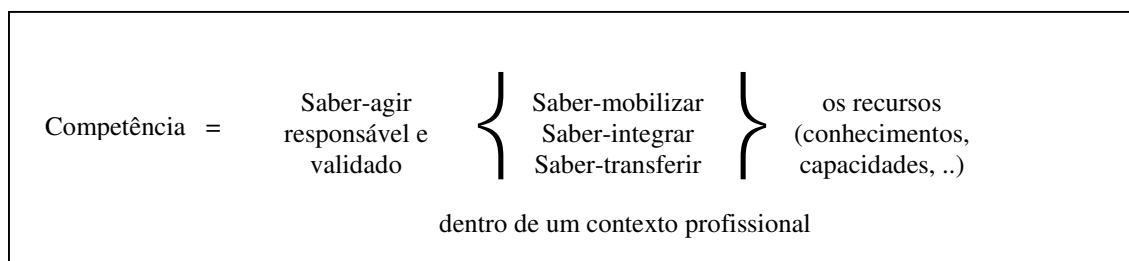 Competência =
Saber-agir
responsável e
validado
{
Saber-mobilizar
Saber-integrar
Saber-transferir
}
os recursos
(conhecimentos,
capacidades, ..)
dentro de um contexto profissional